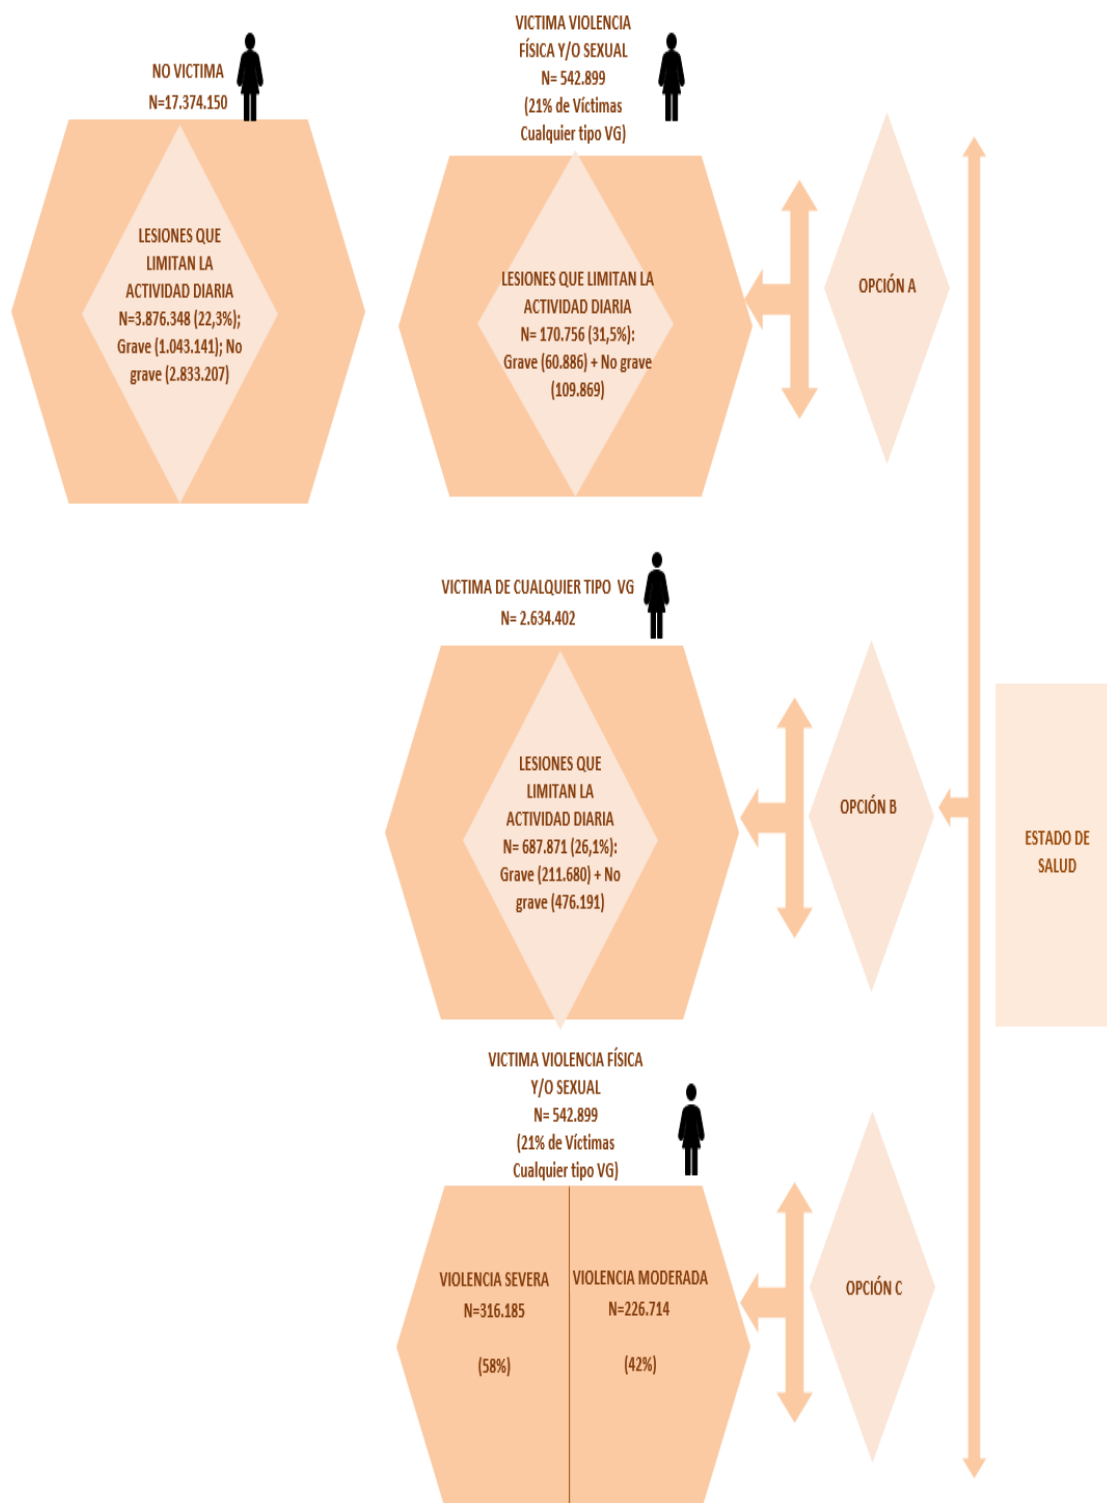 NO VICTIMA
N=17.374.150
LESIONES QUE
LIMITAN LA
ACTIVIDAD DIARIA
N=3.876.348 (22,3%);
Grave (1.043.141); No
grave (2.833.207)
VICTIMA VIOLENCIA
FÍSICA Y/O SEXUAL
N= 542.899
(21% de Víctimas
Cualquier tipo VG)
LESIONES QUE LIMITAN LA
ACTIVIDAD DIARIA
N= 170.756 (31,5%):
Grave (60.886) + No grave
(109.869)
OPCIÓN A
VICTIMA DE CUALQUIER TIPO VG
N= 2.634.402
LESIONES QUE
LIMITAN LA
ACTIVIDAD DIARIA
N= 687.871 (26,1%):
Grave (211.680) + No
grave (476.191)
OPCIÓN B
ESTADO DE
SALUD
VICTIMA VIOLENCIA FÍSICA
Y/O SEXUAL
N= 542.899
(21% de Víctimas
Cualquier tipo VG)
VIOLENCIA SEVERA
N=316.185
(58%)
VIOLENCIA MODERADA
N=226.714
(42%)
OPCIÓN C